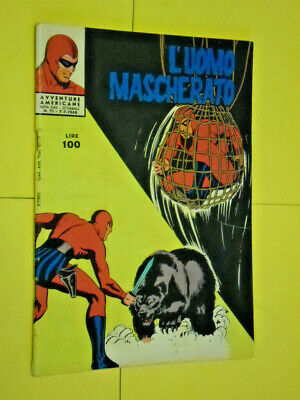 L'UOMO
MASCHERATO
AVVENTURE
AMERICANE
LIRE
100